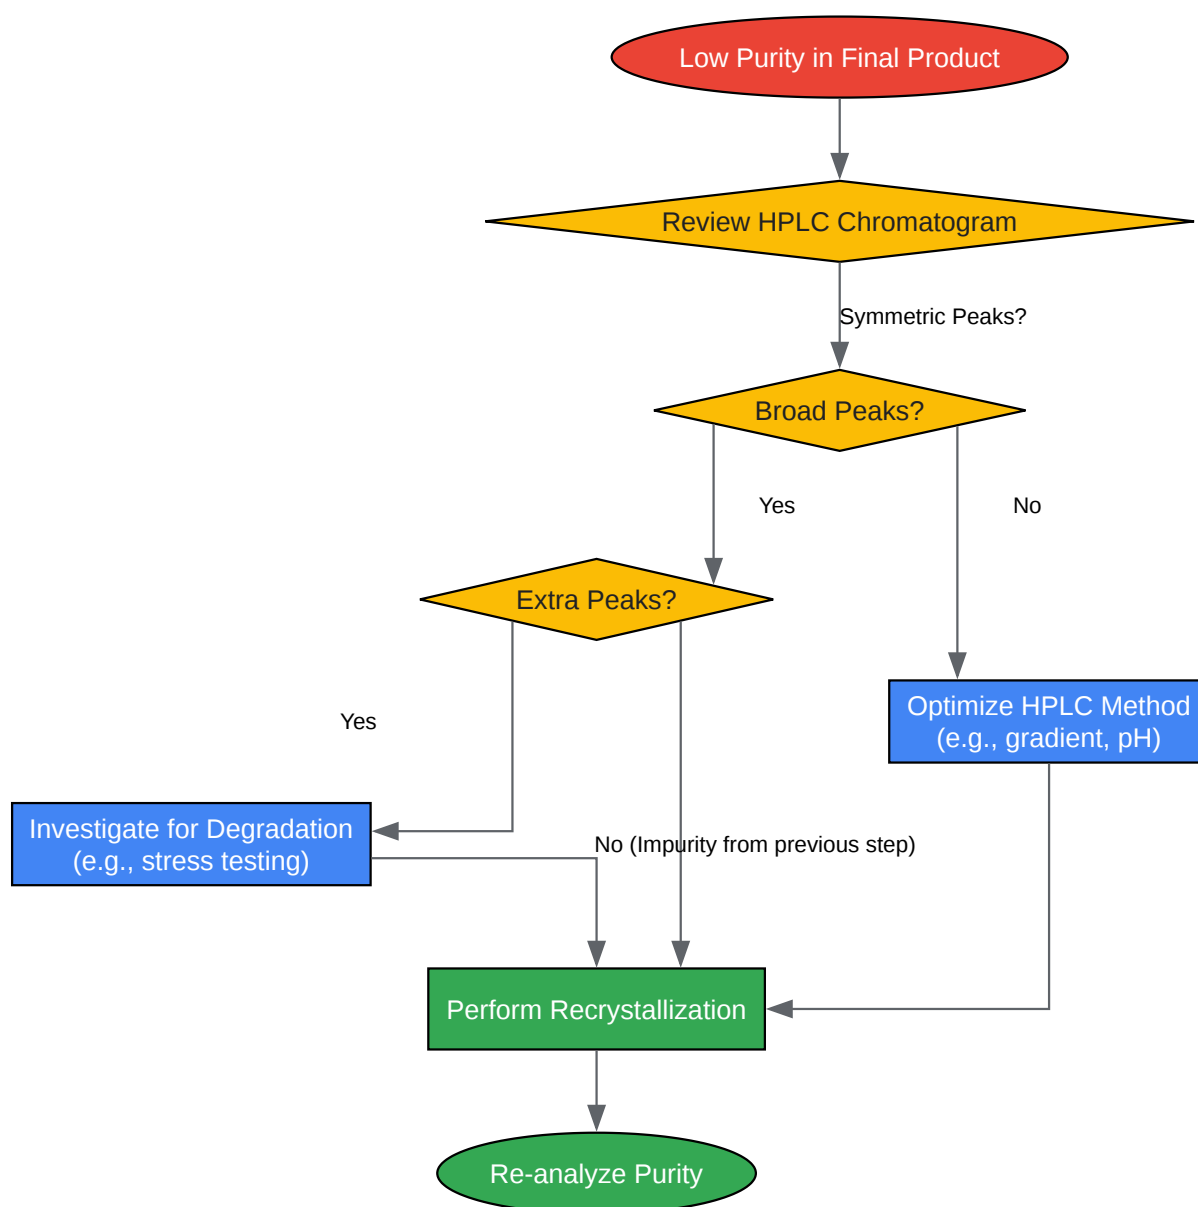 Low Purity in Final Product
Review HPLC Chromatogram
Symmetric Peaks?
Broad Peaks?
Yes
No
Extra Peaks?
Optimize HPLC Method
(e.g., gradient, pH)
Yes
Investigate for Degradation
(e.g., stress testing)
No (Impurity from previous step)
Perform Recrystallization
Re-analyze Purity